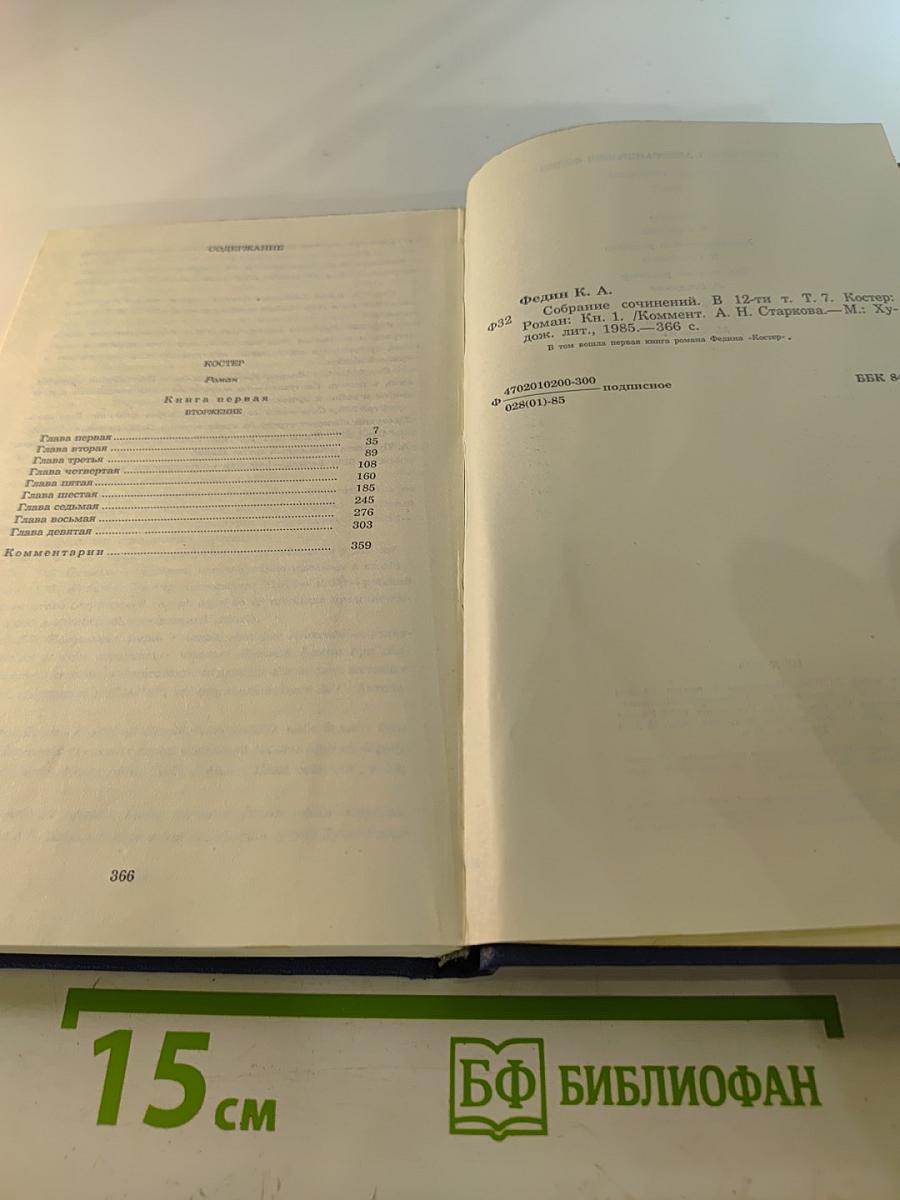 СОДЕРЖАНИЕ
КОСТЕР
Роман
Книга первая
ВТОРЖЕНИЕ
Глава первая 7
Глава вторая 35
Глава третья 89
Глава четвертая 108
Глава пятая 160
Глава шестая 185
Глава седьмая 245
Глава восьмая 276
Глава девятая 303
Комментарии 359
366
Федин К. А.
Ф32
Собрание сочинений. В 12-ти т. Т. 7. Костер:
Роман: Кн. 1. /Коммент. А. Н. Старкова.— М.: Ху-
дож. лит., 1985.— 366 с.
В том вошла первая книга романа Федина «Костер».
Ф 4702010200-300 подписное
028(01)-85
ББК 84
15 см
БФ БИБЛИОФАН